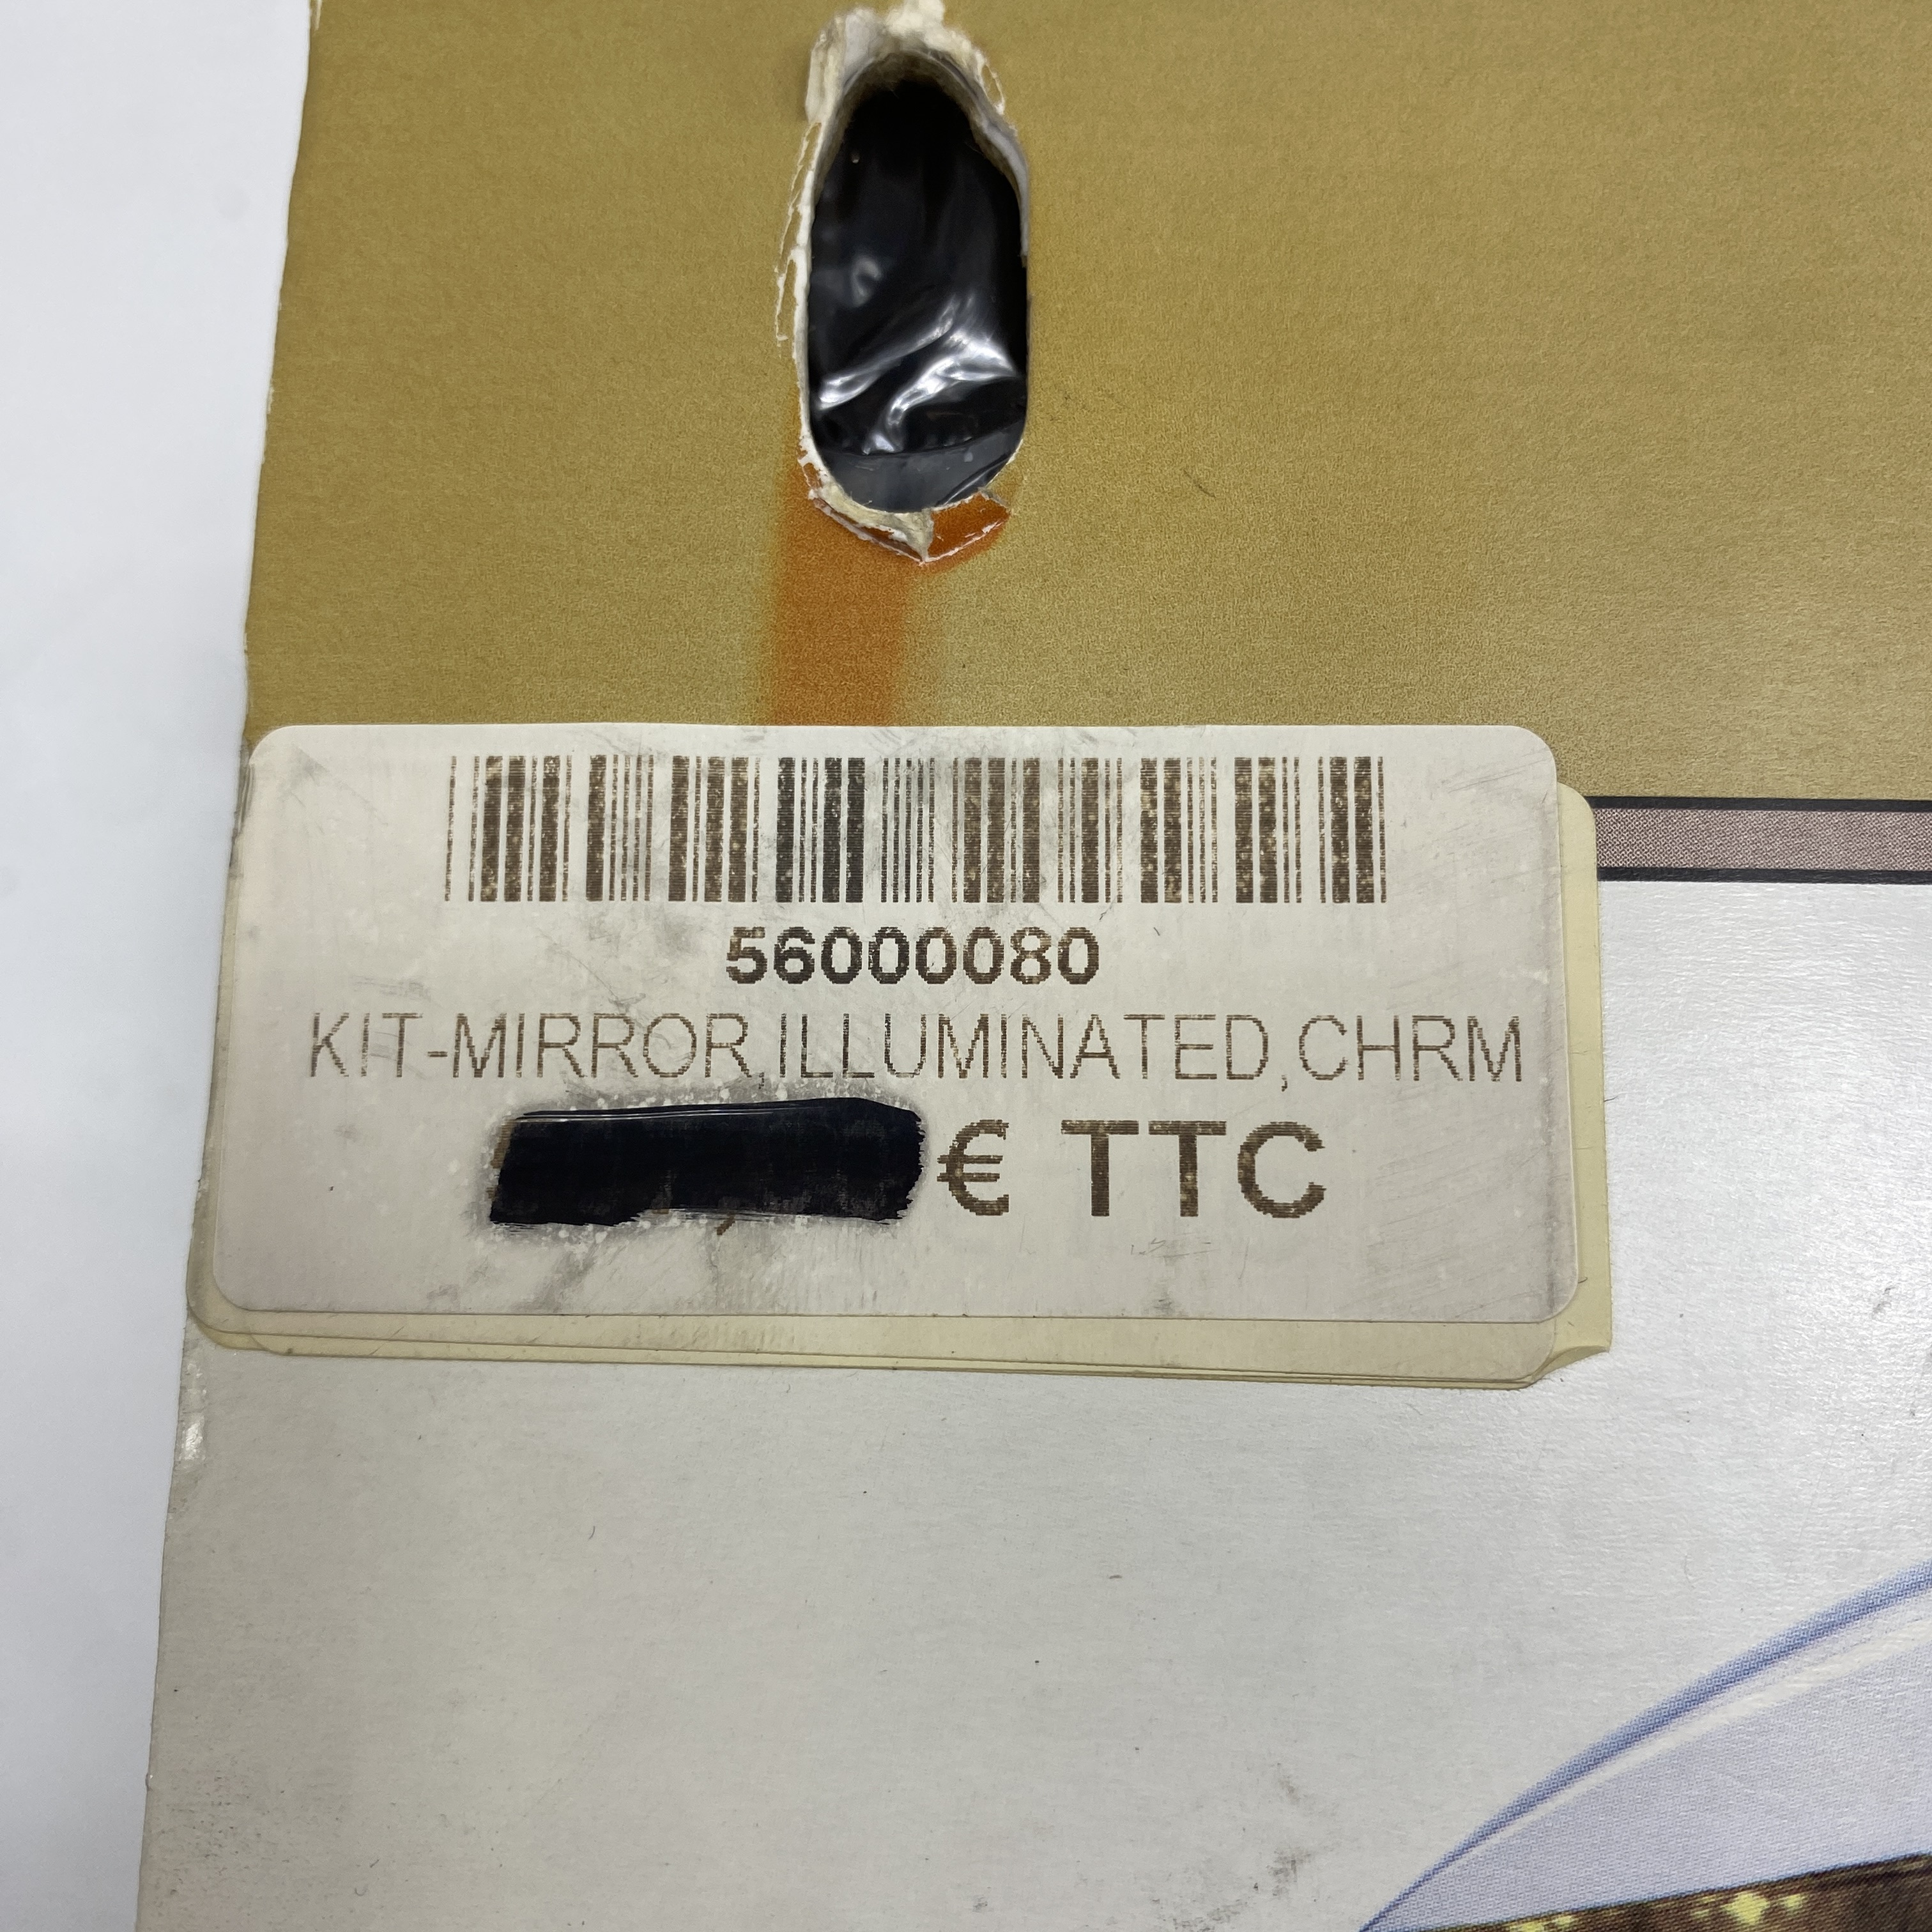 56000080
KIT-MIRROR,ILLUMINATED,CHRM
€ TTC